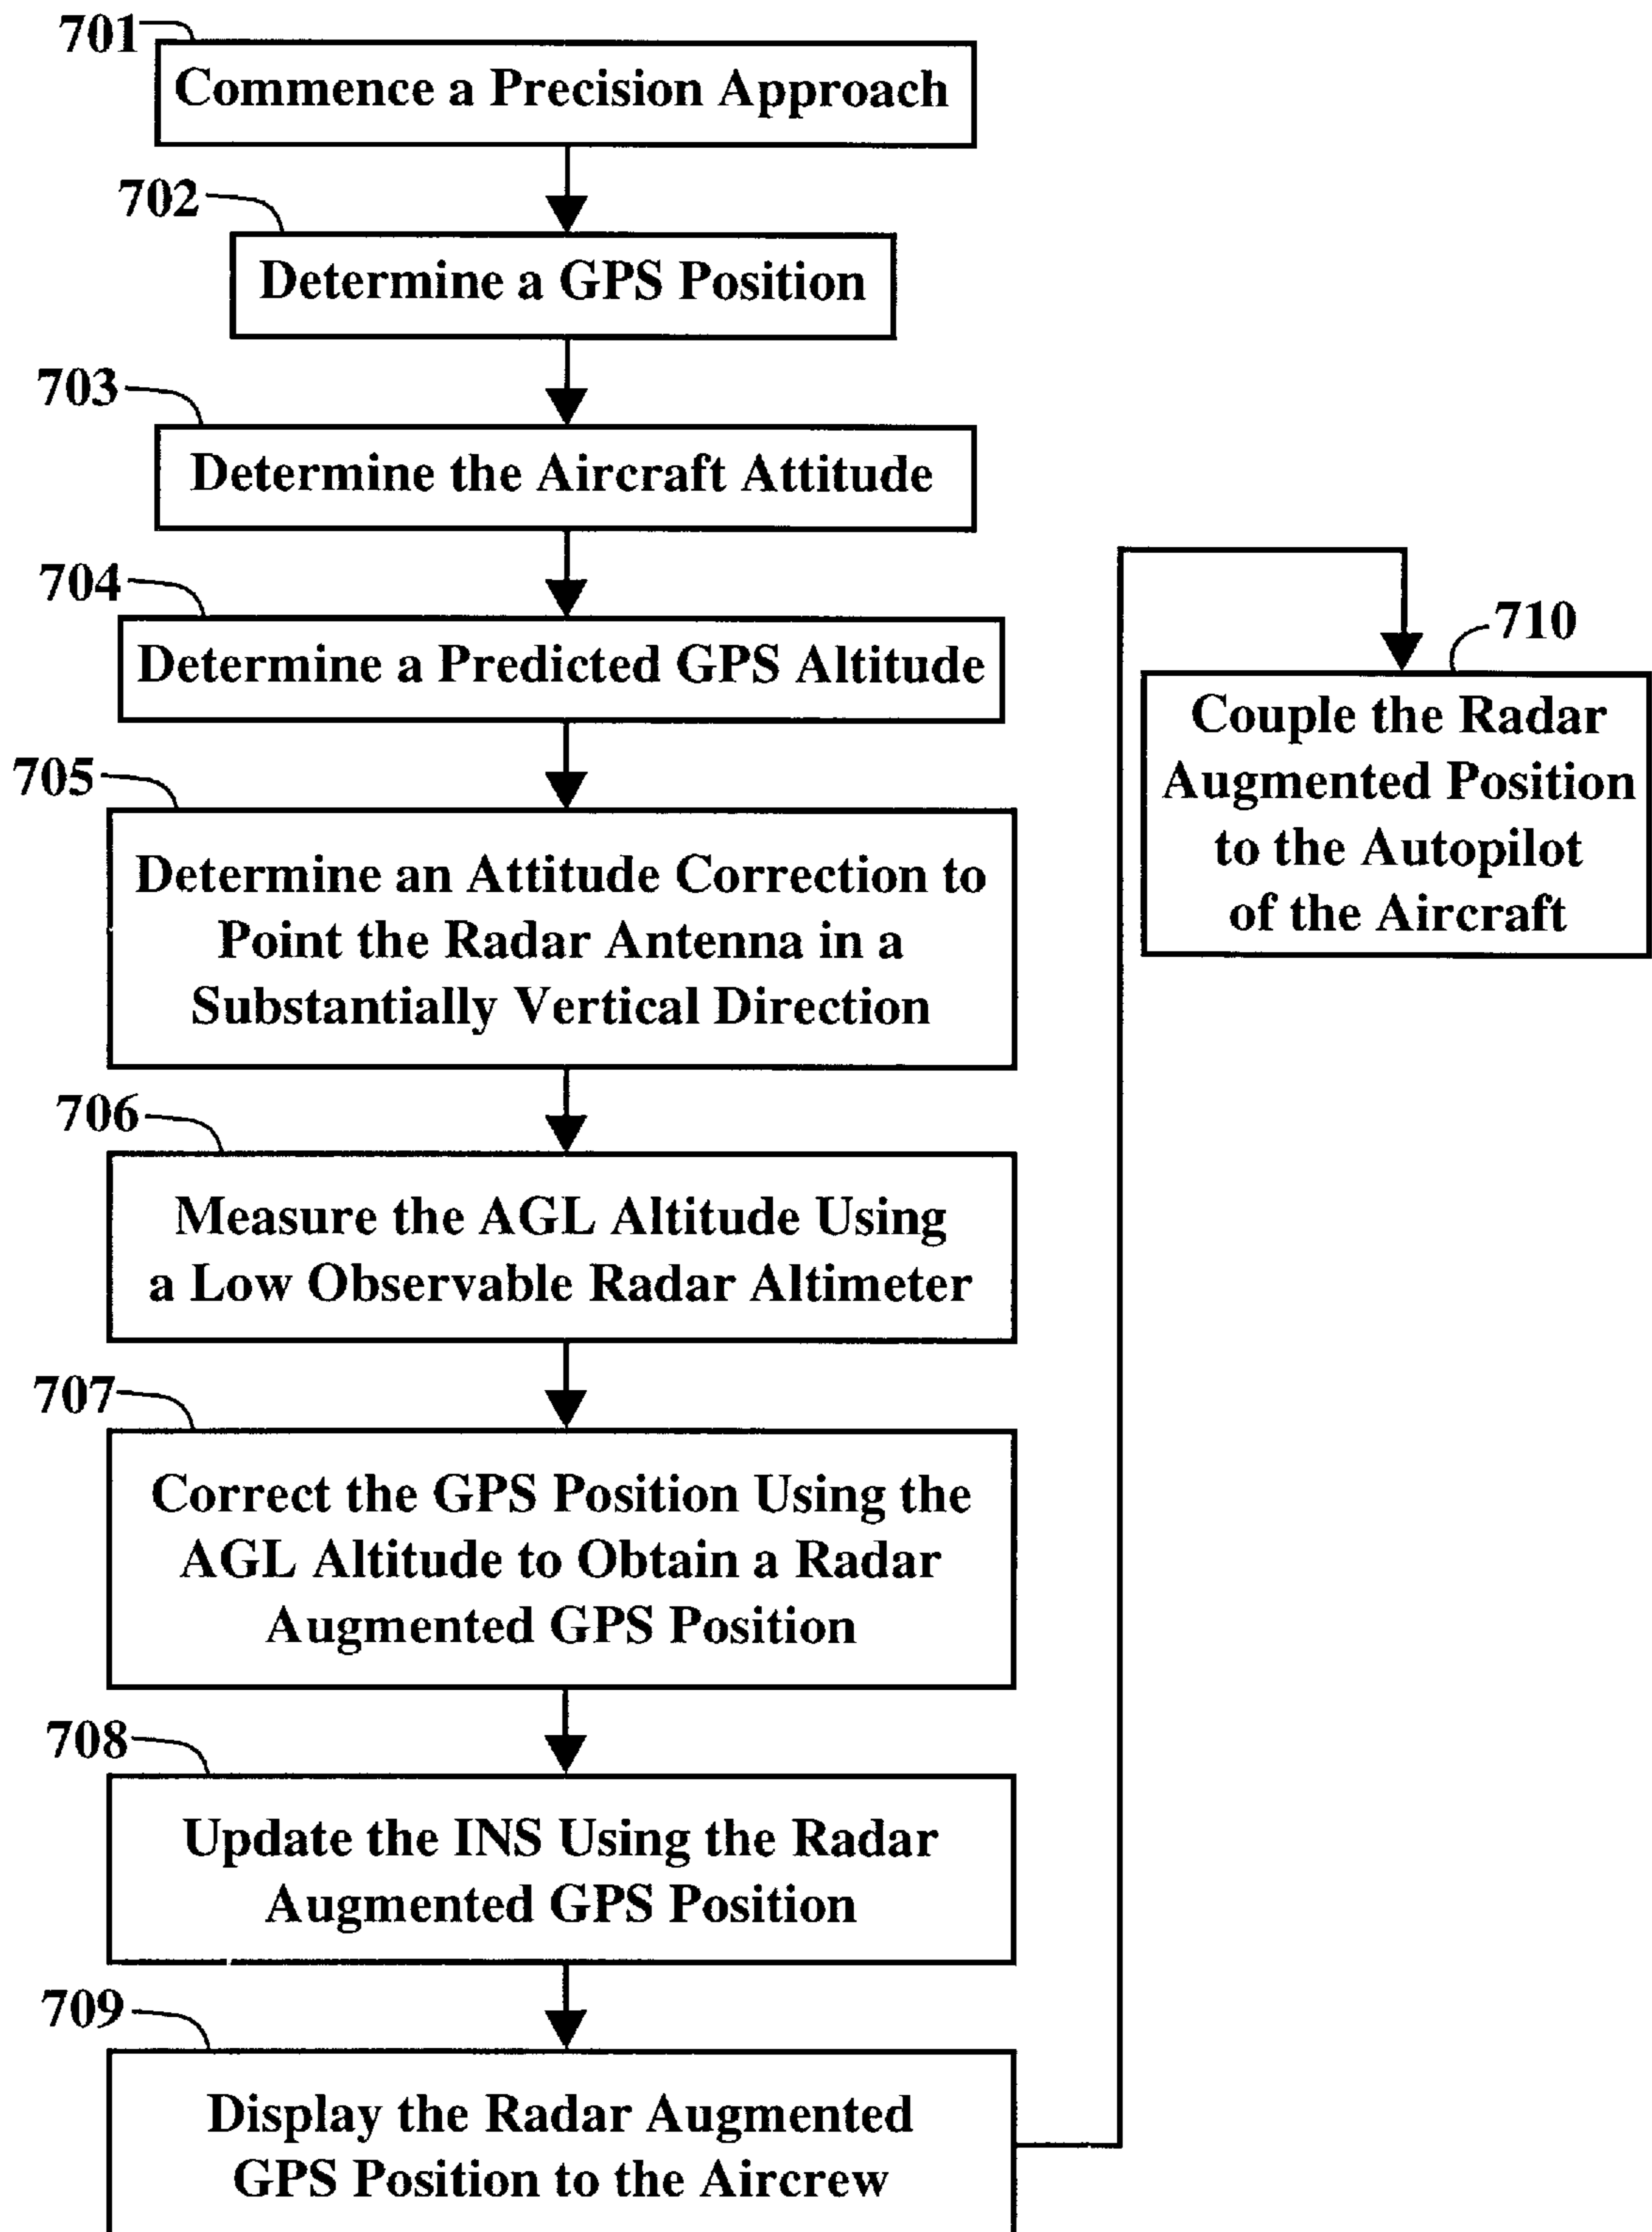 701
Commence a Precision Approach
702
Determine a GPS Position
703
Determine the Aircraft Attitude
704
Determine a Predicted GPS Altitude
705
Determine an Attitude Correction to
Point the Radar Antenna in a
Substantially Vertical Direction
706
Measure the AGL Altitude Using
a Low Observable Radar Altimeter
707
Correct the GPS Position Using the
AGL Altitude to Obtain a Radar
Augmented GPS Position
708
Update the INS Using the Radar
Augmented GPS Position
709
Display the Radar Augmented
GPS Position to the Aircrew
710
Couple the Radar
Augmented Position
to the Autopilot
of the Aircraft